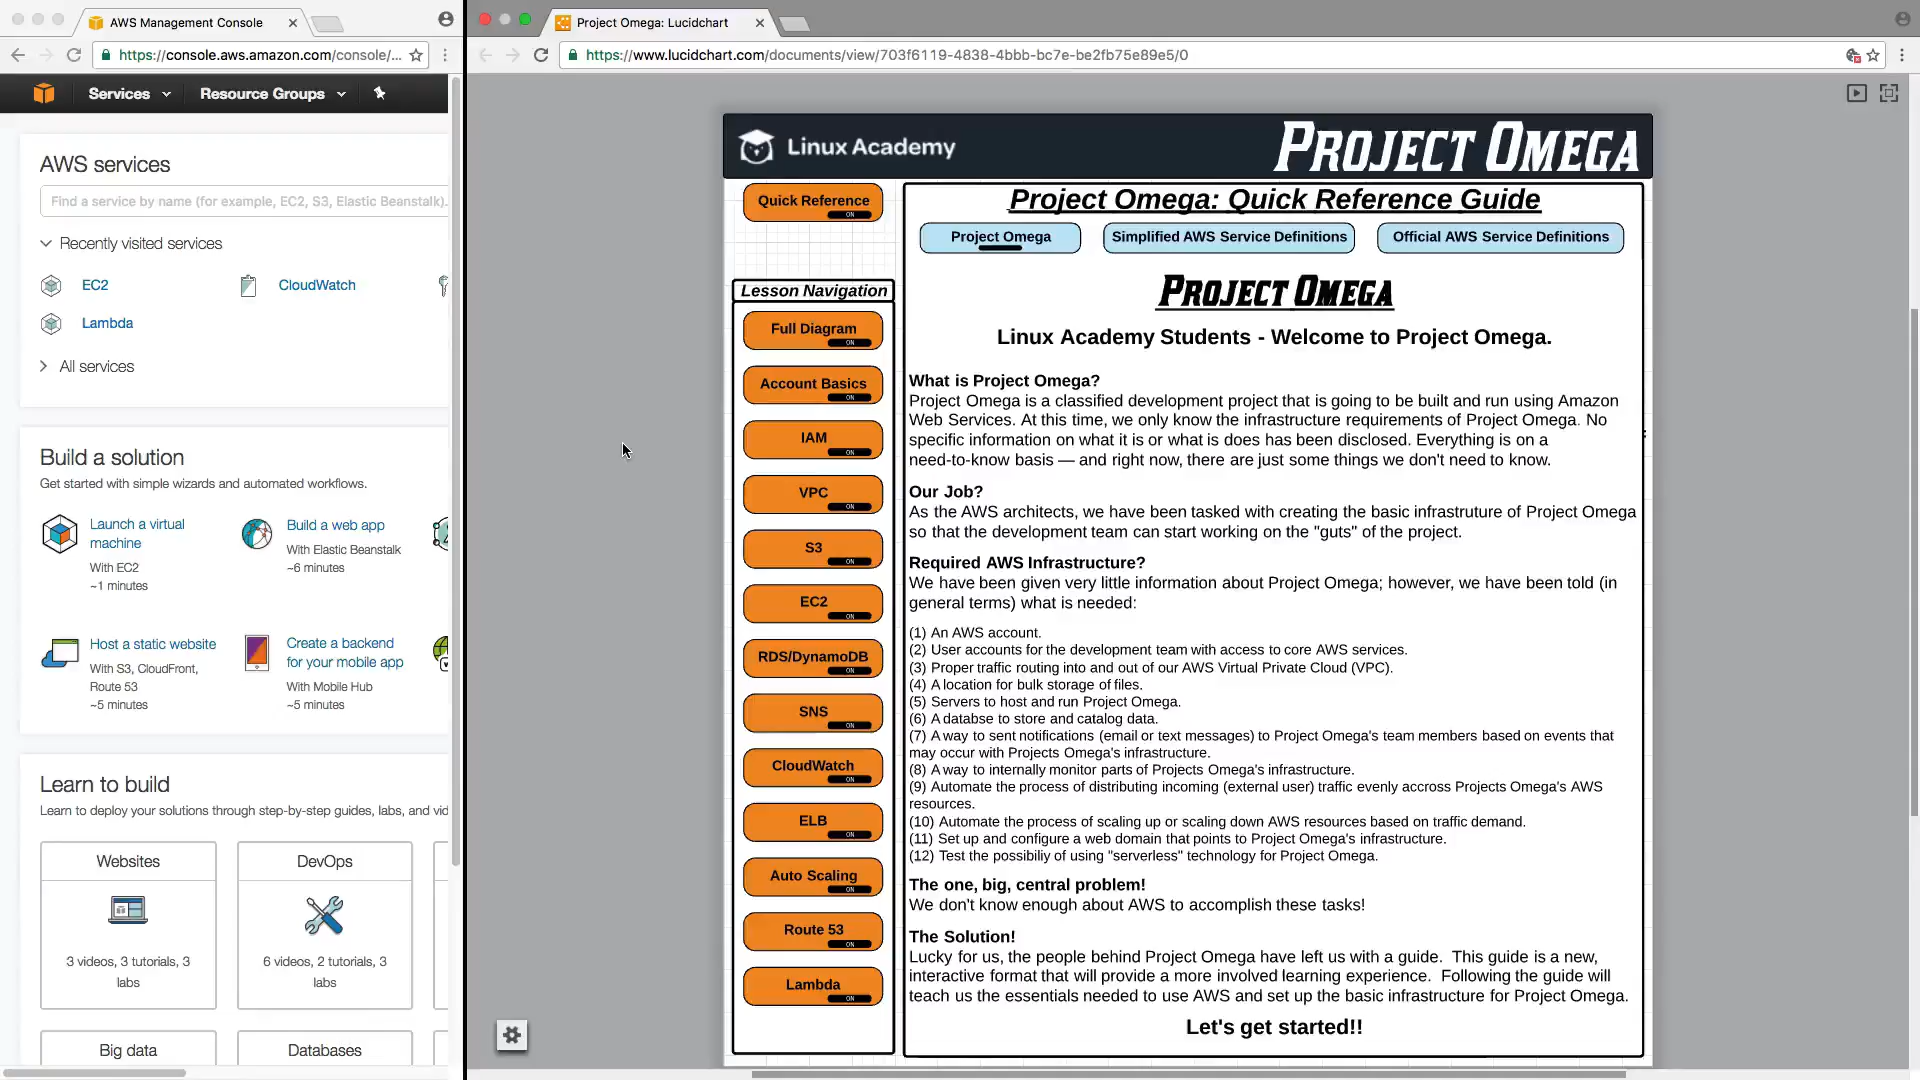 AWS Management Console
https://console.aws.amazon.com/console/...
Services
Resource Groups
AWS services
Find a service by name (for example, EC2, S3, Elastic Beanstalk).
Recently visited services
EC2
CloudWatch
Lambda
All services
Build a solution
Get started with simple wizards and automated workflows.
Launch a virtual
machine
With EC2
~1 minutes
Build a web app
With Elastic Beanstalk
~6 minutes
Host a static website
With S3, CloudFront,
Route 53
~5 minutes
Create a backend
for your mobile app
With Mobile Hub
~5 minutes
Learn to build
Learn to deploy your solutions through step-by-step guides, labs, and vid
Websites
3 videos, 3 tutorials, 3
labs
DevOps
6 videos, 2 tutorials, 3
labs
Big data
Databases
Project Omega: Lucidchart
https://www.lucidchart.com/documents/view/703f6119-4838-4bbb-bc7e-be2fb75e89e5/0
Linux Academy
PROJECT OMEGA
Quick Reference
ON
Lesson Navigation
Full Diagram
ON
Account Basics
ON
IAM
ON
VPC
ON
S3
ON
EC2
ON
RDS/DynamoDB
ON
SNS
ON
CloudWatch
ON
ELB
ON
Auto Scaling
ON
Route 53
ON
Lambda
ON
Project Omega: Quick Reference Guide
Project Omega
Simplified AWS Service Definitions
Official AWS Service Definitions
PROJECT OMEGA
Linux Academy Students - Welcome to Project Omega.
What is Project Omega?
Project Omega is a classified development project that is going to be built and run using Amazon
Web Services. At this time, we only know the infrastructure requirements of Project Omega. No
specific information on what it is or what is does has been disclosed. Everything is on a
need-to-know basis — and right now, there are just some things we don't need to know.
Our Job?
As the AWS architects, we have been tasked with creating the basic infrastruture of Project Omega
so that the development team can start working on the "guts" of the project.
Required AWS Infrastructure?
We have been given very little information about Project Omega; however, we have been told (in
general terms) what is needed:
(1) An AWS account.
(2) User accounts for the development team with access to core AWS services.
(3) Proper traffic routing into and out of our AWS Virtual Private Cloud (VPC).
(4) A location for bulk storage of files.
(5) Servers to host and run Project Omega.
(6) A databse to store and catalog data.
(7) A way to sent notifications (email or text messages) to Project Omega's team members based on events that
may occur with Projects Omega's infrastructure.
(8) A way to internally monitor parts of Projects Omega's infrastructure.
(9) Automate the process of distributing incoming (external user) traffic evenly accross Projects Omega's AWS
resources.
(10) Automate the process of scaling up or scaling down AWS resources based on traffic demand.
(11) Set up and configure a web domain that points to Project Omega's infrastructure.
(12) Test the possibiliy of using "serverless" technology for Project Omega.
The one, big, central problem!
We don't know enough about AWS to accomplish these tasks!
The Solution!
Lucky for us, the people behind Project Omega have left us with a guide. This guide is a new,
interactive format that will provide a more involved learning experience. Following the guide will
teach us the essentials needed to use AWS and set up the basic infrastructure for Project Omega.
Let's get started!!